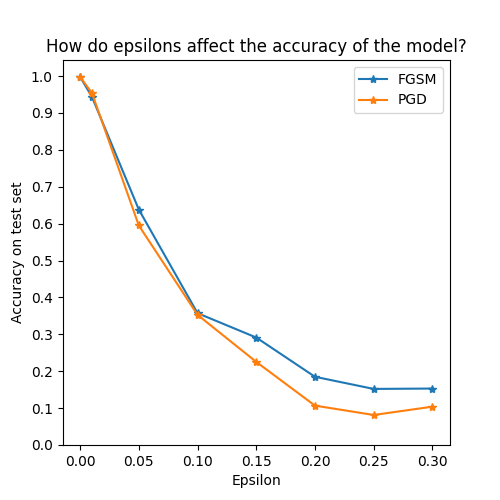 How do epsilons affect the accuracy of the model?
FGSM
PGD
1.0
0.9
0.8
0.7
0.6
0.5
0.4
0.3
0.2
0.1
0.0
Accuracy on test set
0.00 0.05 0.10 0.15 0.20 0.25 0.30
Epsilon